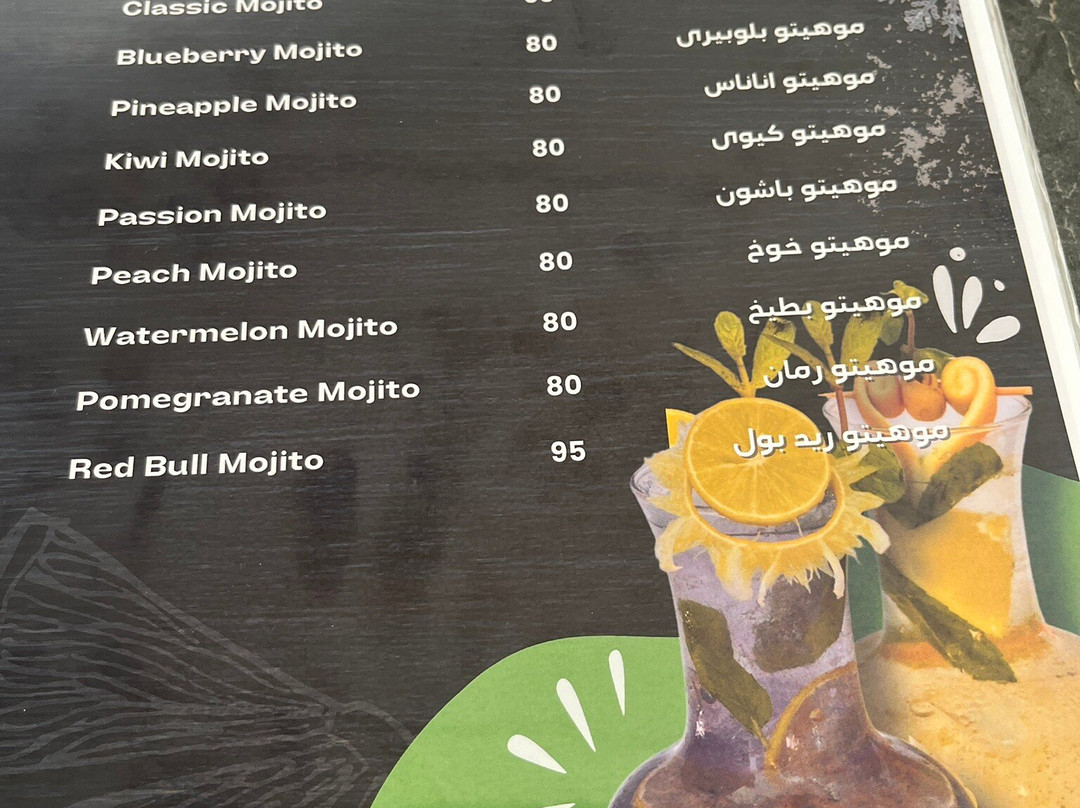 Classic Mojito
Blueberry Mojito 80 موهيتو بلوبيرى
Pineapple Mojito 80 موهيتو اناناس
Kiwi Mojito 80 موهيتو كيوى
Passion Mojito 80 موهيتو باشون
Peach Mojito 80 موهيتو خوخ
Watermelon Mojito 80 موهيتو بطيخ
Pomegranate Mojito 80 موهيتو رمان
Red Bull Mojito 95 موهيتو ريد بول